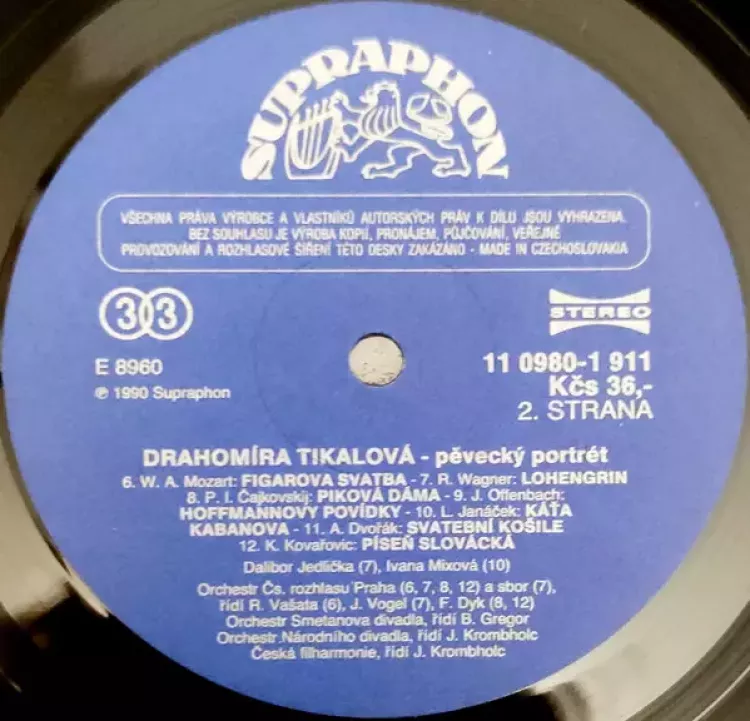 SUPRAPHON
VŠECHNA PRÁVA VÝROBCE A VLASTNÍKŮ AUTORSKÝCH PRÁV K DÍLU JSOU VYHRAZENA.
BEZ SOUHLASU JE VÝROBA KOPIÍ, PRONÁJEM, PŮJČOVÁNÍ, VEŘEJNÉ
PROVOZOVÁNÍ A ROZHLASOVÉ ŠÍŘENÍ TÉTO DESKY ZAKÁZÁNO - MADE IN CZECHOSLOVAKIA
33
STEREO
E 8960
11 0980-1 911
Kčs 36,-
℗ 1990 Supraphon
2. STRANA
DRAHOMÍRA TIKALOVÁ - pěvecký portrét
6. W. A. Mozart: FIGAROVA SVATBA - 7. R. Wagner: LOHENGRIN
8. P. I. Čajkovskij: PIKOVÁ DÁMA - 9. J. Offenbach:
HOFFMANNOVY POVÍDKY - 10. L. Janáček: KÁŤA
KABANOVA - 11. A. Dvořák: SVATEBNÍ KOŠILE
12. K. Kovařovic: PÍSEŇ SLOVÁCKÁ
Dalibor Jedlička (7), Ivana Mixová (10)
Orchestr Čs. rozhlasu Praha (6, 7, 8, 12) a sbor (7),
řídí R. Vašata (6), J. Vogel (7), F. Dyk (8, 12)
Orchestr Smetanova divadla, řídí B. Gregor
Orchestr Národního divadla, řídí J. Krombholc
Česká filharmonie, řídí J. Krombholc